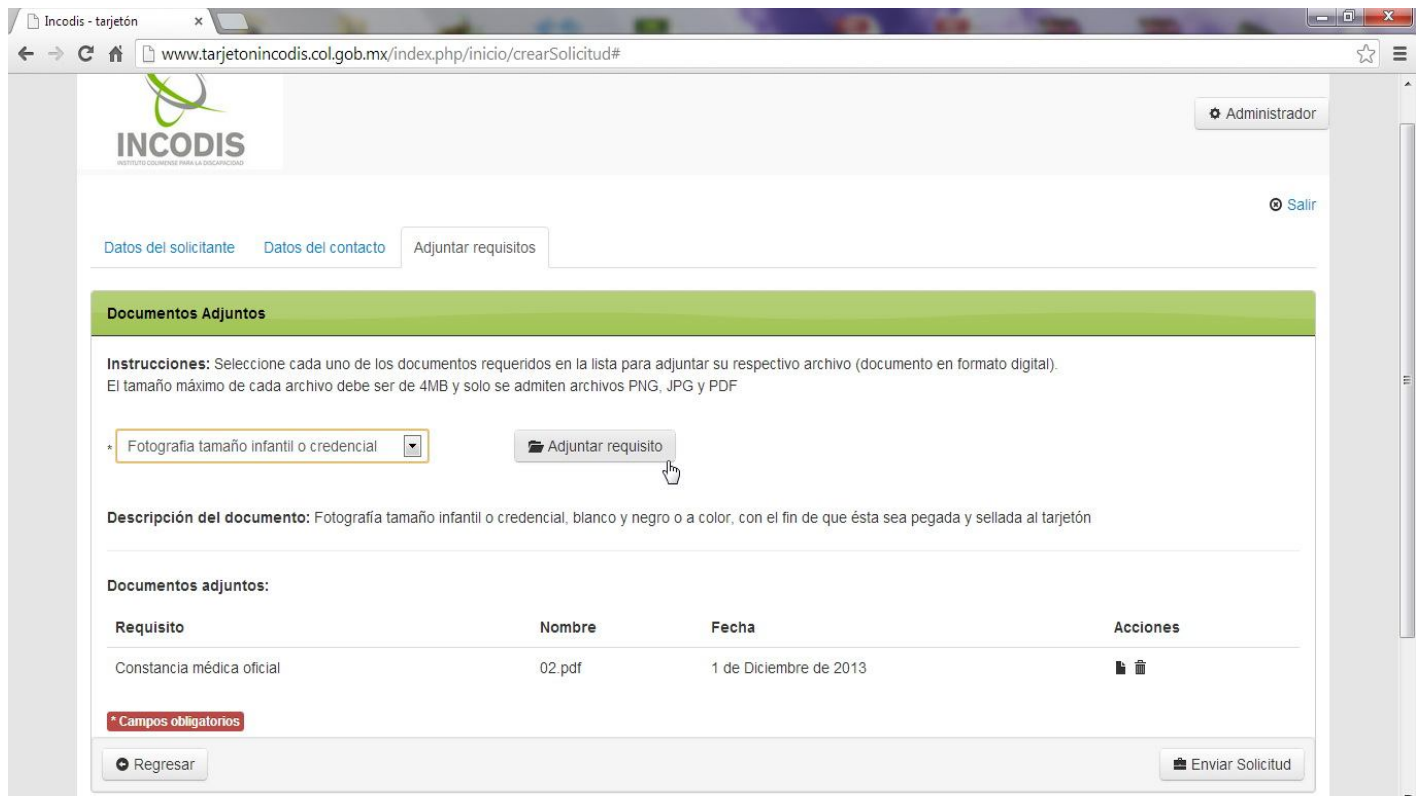 Incodis - tarjetón
www.tarjetonincodis.col.gob.mx/index.php/inicio/crearSolicitud#
INCODIS
INSTITUTO COLIMENSE PARA LA DISCAPACIDAD
Administrador
Salir
Datos del solicitante Datos del contacto Adjuntar requisitos
Documentos Adjuntos
Instrucciones: Seleccione cada uno de los documentos requeridos en la lista para adjuntar su respectivo archivo (documento en formato digital).
El tamaño máximo de cada archivo debe ser de 4MB y solo se admiten archivos PNG, JPG y PDF
* Fotografia tamaño infantil o credencial Adjuntar requisito
Descripción del documento: Fotografía tamaño infantil o credencial, blanco y negro o a color, con el fin de que ésta sea pegada y sellada al tarjetón
Documentos adjuntos:
Requisito Nombre Fecha Acciones
Constancia médica oficial 02.pdf 1 de Diciembre de 2013
* Campos obligatorios
Regresar Enviar Solicitud